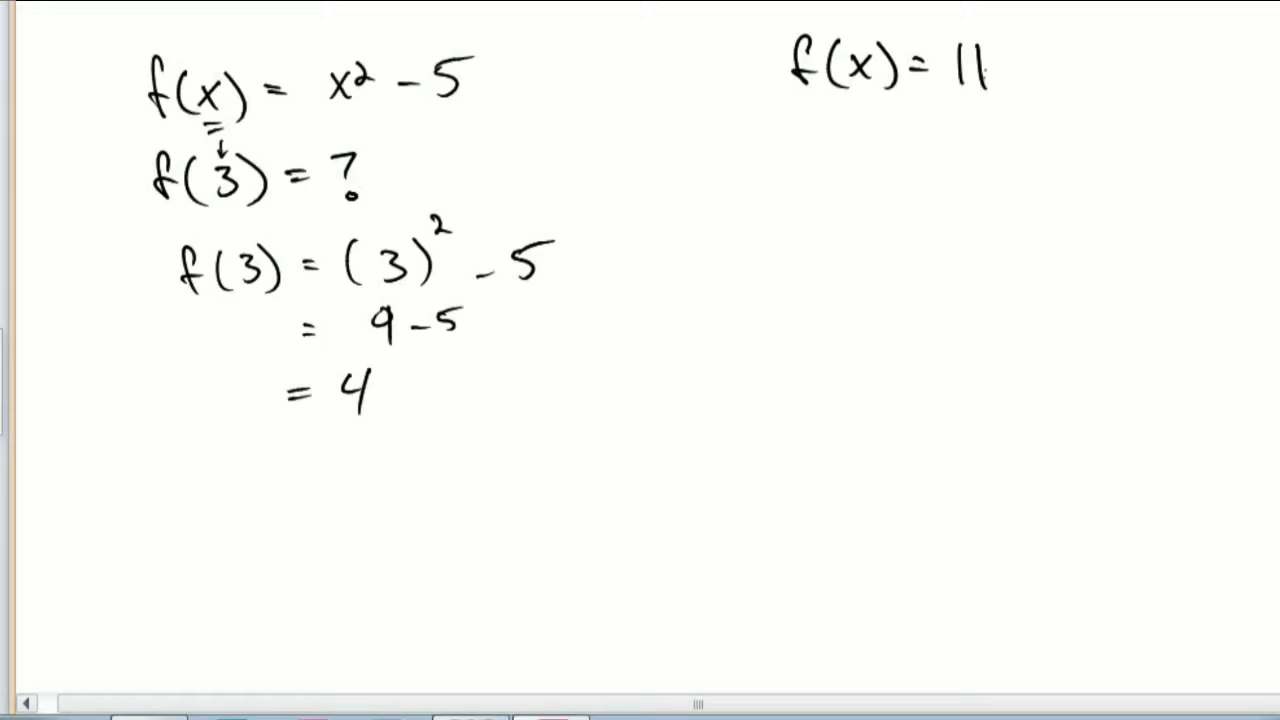 f(x) = x² - 5
f(3) = ?
f(3) = (3)² - 5
= 9 - 5
= 4
f(x) = 11